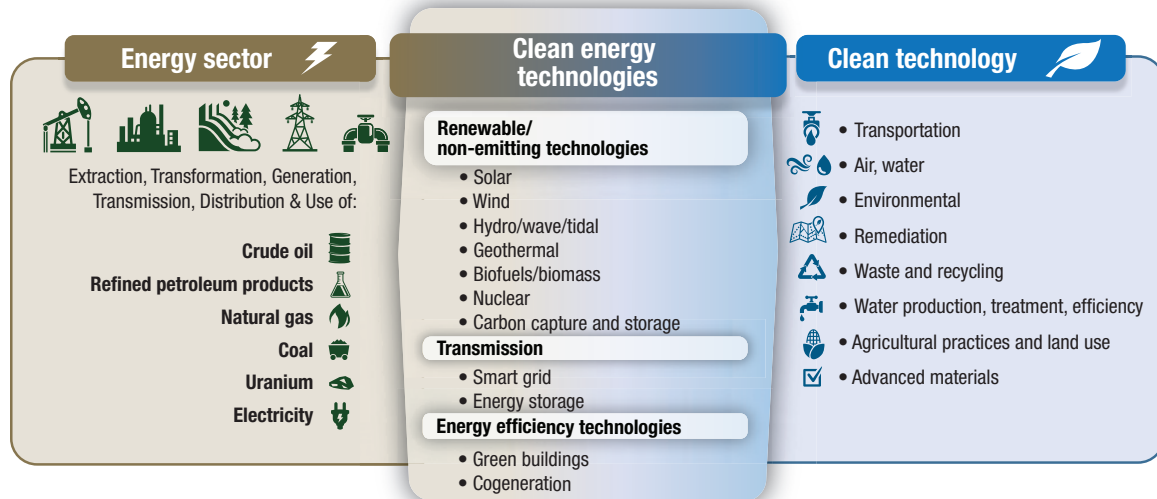 Energy sector
Extraction, Transformation, Generation,
Transmission, Distribution & Use of:
Crude oil
Refined petroleum products
Natural gas
Coal
Uranium
Electricity
Clean energy
technologies
Renewable/
non-emitting technologies
• Solar
• Wind
• Hydro/wave/tidal
• Geothermal
• Biofuels/biomass
• Nuclear
• Carbon capture and storage
Transmission
• Smart grid
• Energy storage
Energy efficiency technologies
• Green buildings
• Cogeneration
Clean technology
• Transportation
• Air, water
• Environmental
• Remediation
• Waste and recycling
• Water production, treatment, efficiency
• Agricultural practices and land use
• Advanced materials